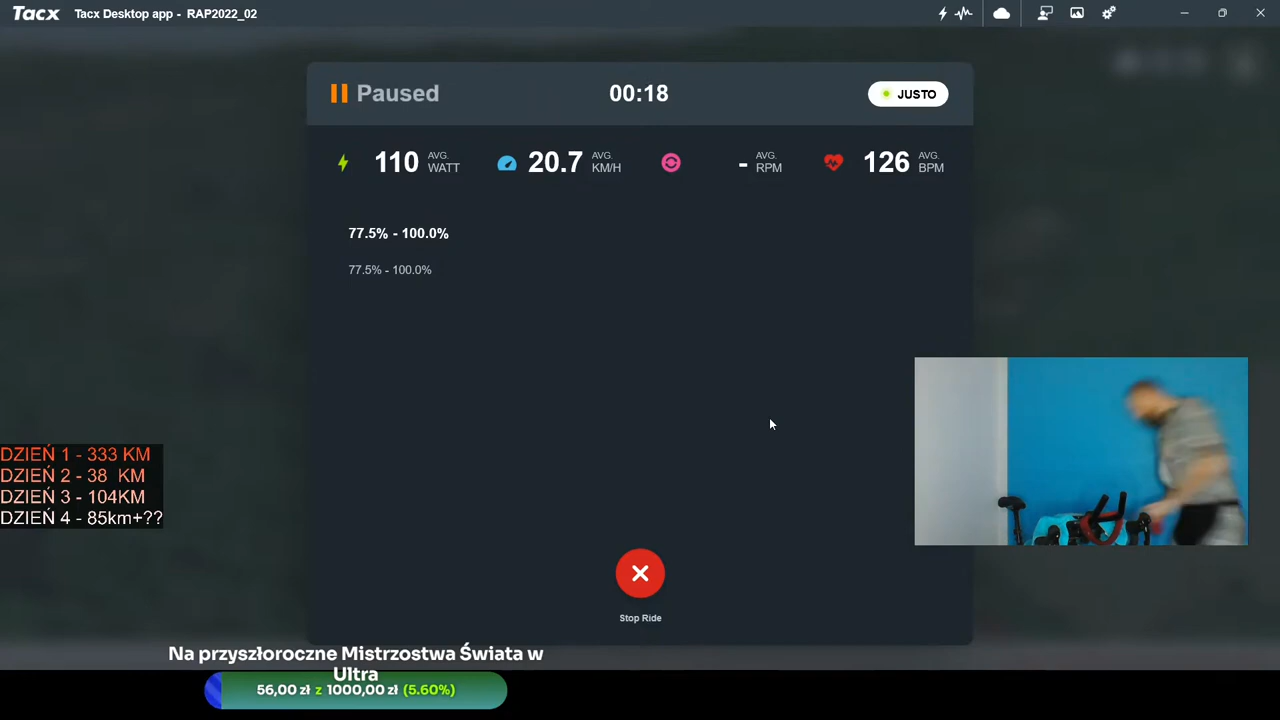 Tacx Tacx Desktop app - RAP2022_02
Paused 00:18 JUSTO
110 AVG. WATT 20.7 AVG. KM/H - AVG. RPM 126 AVG. BPM
77.5% - 100.0%
77.5% - 100.0%
DZIEŃ 1 - 333 KM
DZIEŃ 2 - 38 KM
DZIEŃ 3 - 104KM
DZIEŃ 4 - 85km+??
Stop Ride
Na przyszłoroczne Mistrzostwa Świata w
Ultra
56,00 zł z 1000,00 zł (5.60%)